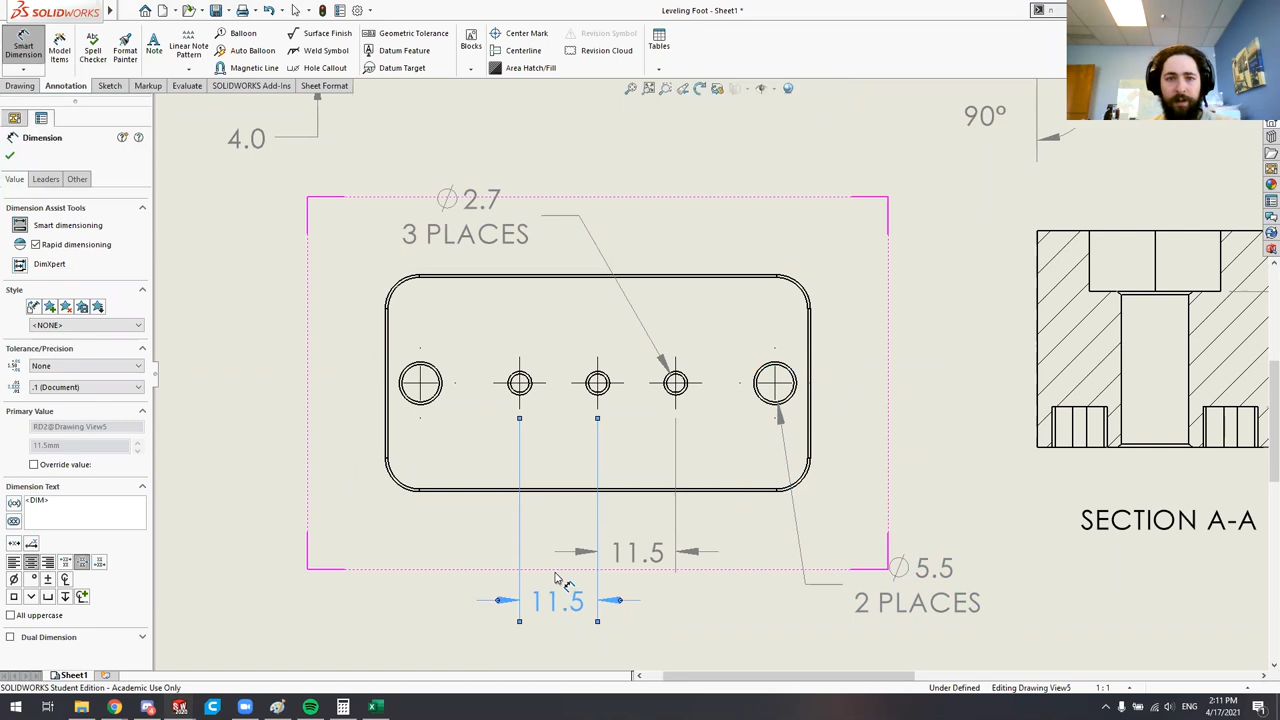 SOLIDWORKS
Leveling Foot - Sheet1 *
Smart Dimension
Model Items
Spell Checker
Format Painter
Note
Linear Note Pattern
Balloon
Auto Balloon
Magnetic Line
Surface Finish
Weld Symbol
Hole Callout
Geometric Tolerance
Datum Feature
Datum Target
Blocks
Center Mark
Centerline
Area Hatch/Fill
Revision Symbol
Revision Cloud
Tables
Drawing
Annotation
Sketch
Markup
Evaluate
SOLIDWORKS Add-Ins
Sheet Format
Dimension
Value
Leaders
Other
Dimension Assist Tools
Smart dimensioning
Rapid dimensioning
DimXpert
Style
<NONE>
Tolerance/Precision
None
.1 (Document)
Primary Value
RD2@Drawing View5
11.5mm
Override value:
Dimension Text
<DIM>
All uppercase
Dual Dimension
4.0
90°
∅ 2.7
3 PLACES
11.5
11.5
∅ 5.5
2 PLACES
SECTION A-A
Sheet1
SOLIDWORKS Student Edition - Academic Use Only
Under Defined
Editing Drawing View5
1 : 1
2:11 PM
4/17/2021